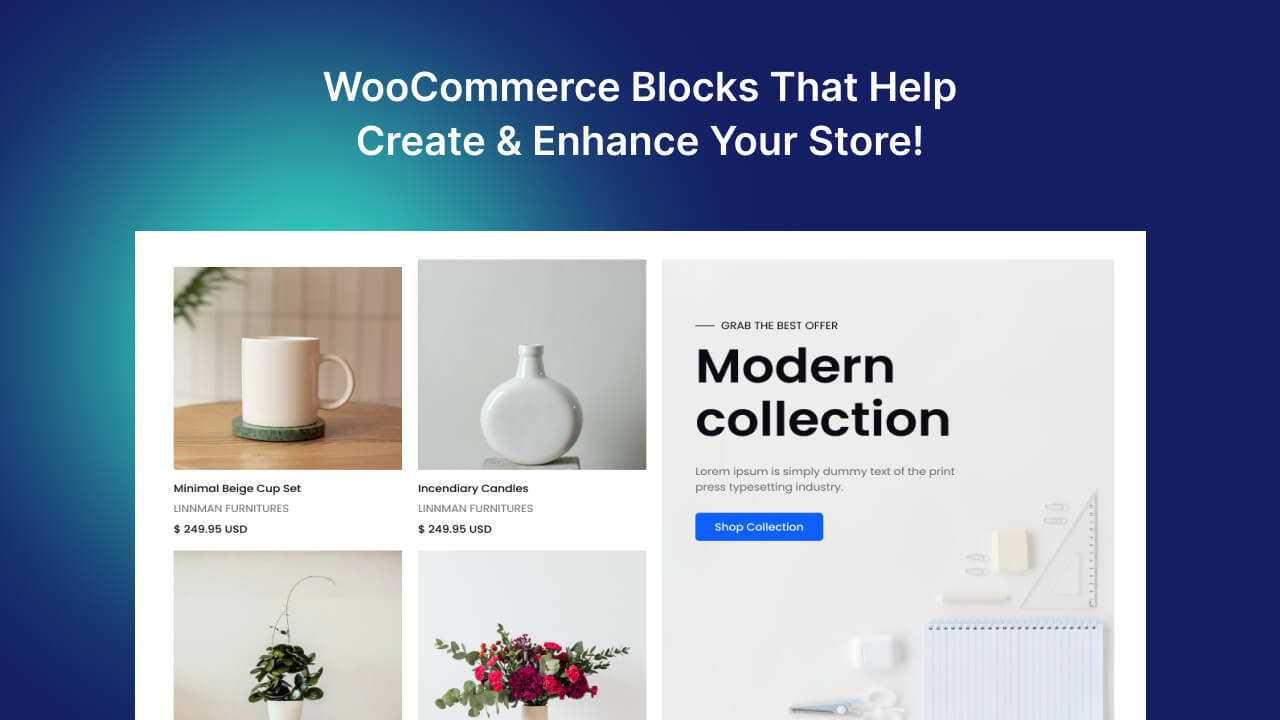 WooCommerce Blocks That Help
Create & Enhance Your Store!
Minimal Beige Cup Set
LINNMAN FURNITURES
$ 249.95 USD
Incendiary Candles
LINNMAN FURNITURES
$ 249.95 USD
GRAB THE BEST OFFER
Modern
collection
Lorem ipsum is simply dummy text of the print
press typesetting industry.
Shop Collection